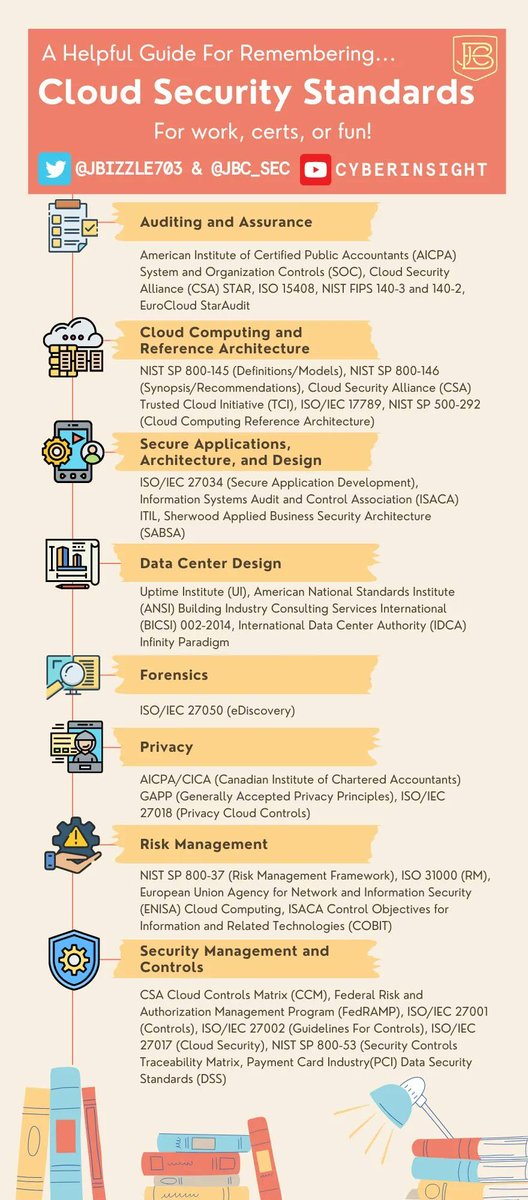 A Helpful Guide For Remembering...
JBC
Cloud Security Standards
For work, certs, or fun!
@JBIZZLE703 & @JBC_SEC CYBERINSIGHT
Auditing and Assurance
American Institute of Certified Public Accountants (AICPA)
System and Organization Controls (SOC), Cloud Security
Alliance (CSA) STAR, ISO 15408, NIST FIPS 140-3 and 140-2,
EuroCloud StarAudit
Cloud Computing and
Reference Architecture
NIST SP 800-145 (Definitions/Models), NIST SP 800-146
(Synopsis/Recommendations), Cloud Security Alliance (CSA)
Trusted Cloud Initiative (TCI), ISO/IEC 17789, NIST SP 500-292
(Cloud Computing Reference Architecture)
Secure Applications,
Architecture, and Design
ISO/IEC 27034 (Secure Application Development),
Information Systems Audit and Control Association (ISACA)
ITIL, Sherwood Applied Business Security Architecture
(SABSA)
Data Center Design
Uptime Institute (UI), American National Standards Institute
(ANSI) Building Industry Consulting Services International
(BICSI) 002-2014, International Data Center Authority (IDCA)
Infinity Paradigm
Forensics
ISO/IEC 27050 (eDiscovery)
Privacy
AICPA/CICA (Canadian Institute of Chartered Accountants)
GAPP (Generally Accepted Privacy Principles), ISO/IEC
27018 (Privacy Cloud Controls)
Risk Management
NIST SP 800-37 (Risk Management Framework), ISO 31000 (RM),
European Union Agency for Network and Information Security
(ENISA) Cloud Computing, ISACA Control Objectives for
Information and Related Technologies (COBIT)
Security Management and
Controls
CSA Cloud Controls Matrix (CCM), Federal Risk and
Authorization Management Program (FedRAMP), ISO/IEC 27001
(Controls), ISO/IEC 27002 (Guidelines For Controls), ISO/IEC
27017 (Cloud Security), NIST SP 800-53 (Security Controls
Traceability Matrix, Payment Card Industry(PCI) Data Security
Standards (DSS)